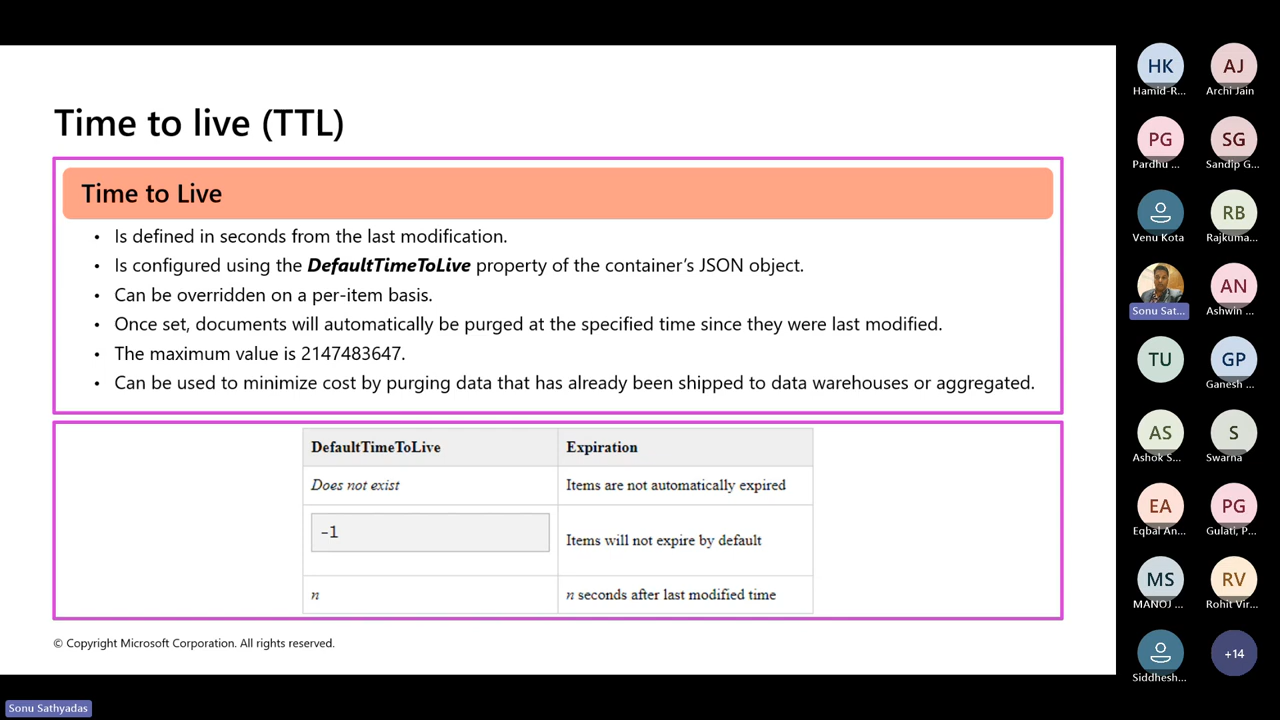 Time to live (TTL)
Time to Live
• Is defined in seconds from the last modification.
• Is configured using the DefaultTimeToLive property of the container's JSON object.
• Can be overridden on a per-item basis.
• Once set, documents will automatically be purged at the specified time since they were last modified.
• The maximum value is 2147483647.
• Can be used to minimize cost by purging data that has already been shipped to data warehouses or aggregated.
DefaultTimeToLive Expiration
Does not exist Items are not automatically expired
-1 Items will not expire by default
n n seconds after last modified time
© Copyright Microsoft Corporation. All rights reserved.
HK AJ
Hamid-R... Archi Jain
PG SG
Pardhu ... Sandip G...
RB
Venu Kota Rajkuma...
AN
Sonu Sat... Ashwin ...
TU GP
Ganesh ...
AS S
Ashok S... Swarna
EA PG
Eqbal An... Gulati, P...
MS RV
MANOJ ... Rohit Vir...
+14
Siddhesh...
Sonu Sathyadas